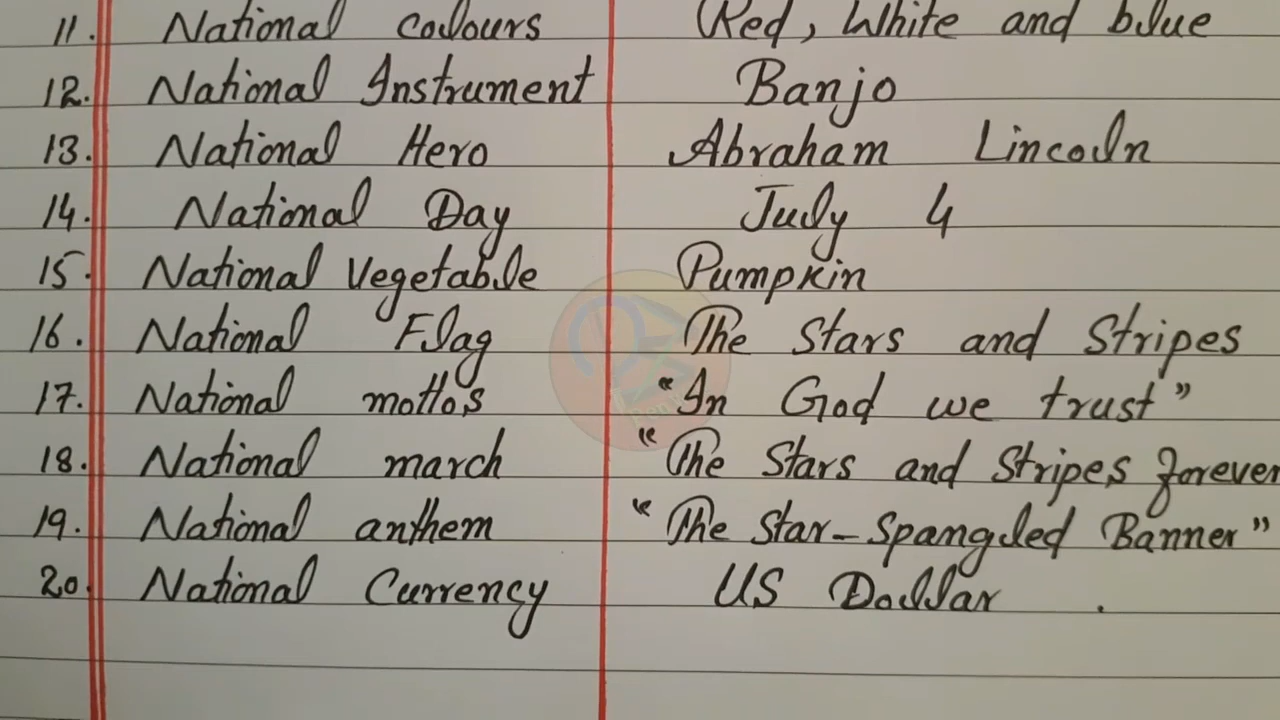 11. National colours Red, White and blue
12. National Instrument Banjo
13. National Hero Abraham Lincoln
14. National Day July 4
15. National Vegetable Pumpkin
16. National Flag The Stars and Stripes
17. National mottos "In God we trust"
18. National march "The Stars and Stripes forever
19. National anthem "The Star-Spangled Banner"
20. National Currency US Dollar .